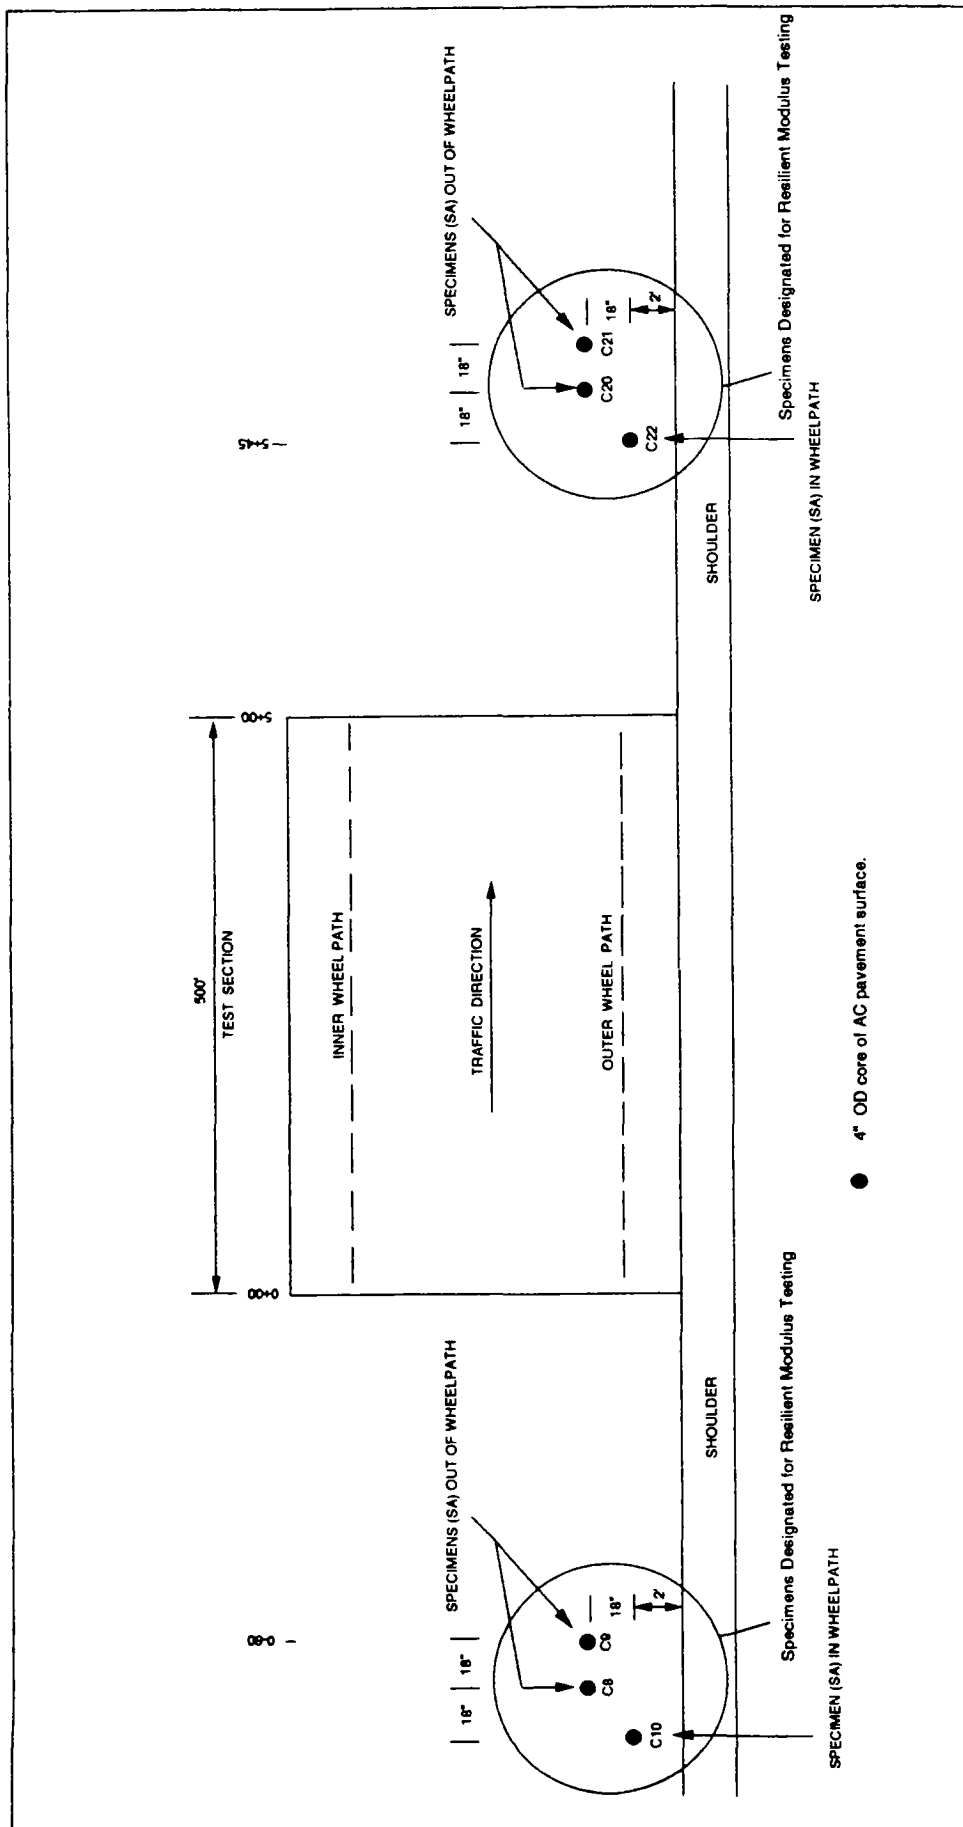 500'
TEST SECTION
0-60
0+00
5+00
5+45
18"
18"
SPECIMENS (SA) OUT OF WHEELPATH
C8
C9
C10
18"
2'
INNER WHEEL PATH
TRAFFIC DIRECTION
OUTER WHEEL PATH
18"
18"
SPECIMENS (SA) OUT OF WHEELPATH
C20
C21
C22
18"
2'
SHOULDER
SHOULDER
Specimens Designated for Resilient Modulus Testing
SPECIMEN (SA) IN WHEELPATH
Specimens Designated for Resilient Modulus Testing
SPECIMEN (SA) IN WHEELPATH
4" OD core of AC pavement surface.